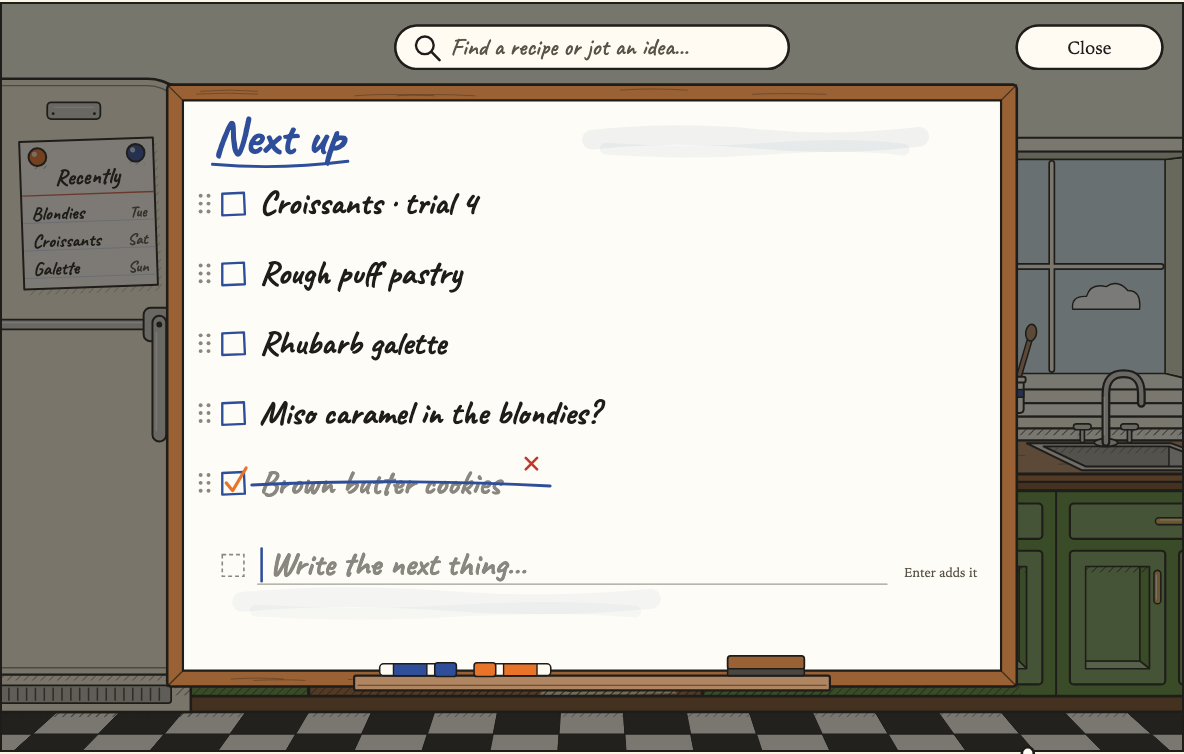 Find a recipe or jot an idea...
Close
Recently
Blondies Tue
Croissants Sat
Galette Sun
Next up
Croissants · trial 4
Rough puff pastry
Rhubarb galette
Miso caramel in the blondies?
Brown butter cookies
Write the next thing...
Enter adds it